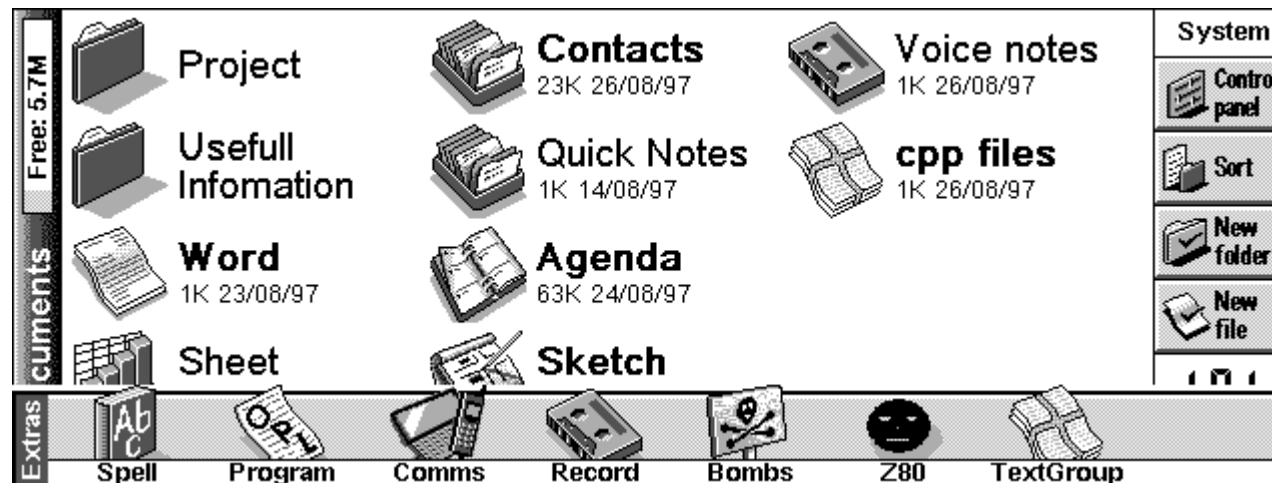 Free: 5.7M
cuments
Project
Usefull
Infomation
Word
1K 23/08/97
Sheet
Contacts
23K 26/08/97
Quick Notes
1K 14/08/97
Agenda
63K 24/08/97
Sketch
Voice notes
1K 26/08/97
cpp files
1K 26/08/97
System
Contro
panel
Sort
New
folder
New
file
Extras
Ab
C
OPL
Spell
Program
Comms
Record
Bombs
Z80
TextGroup